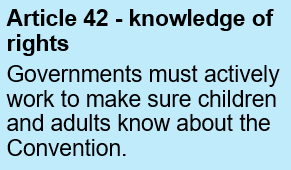 Article 42 - knowledge of
rights
Governments must actively
work to make sure children
and adults know about the
Convention.